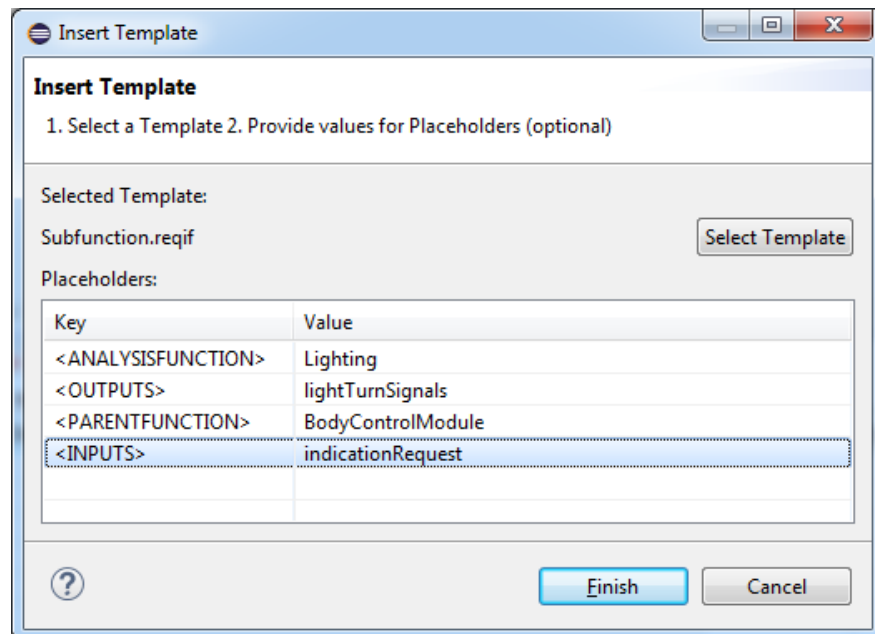 Insert Template
Insert Template
1. Select a Template 2. Provide values for Placeholders (optional)
Selected Template:
Subfunction.reqif Select Template
Placeholders:
Key Value
<ANALYSISFUNCTION> Lighting
<OUTPUTS> lightTurnSignals
<PARENTFUNCTION> BodyControlModule
<INPUTS> indicationRequest
? Finish Cancel